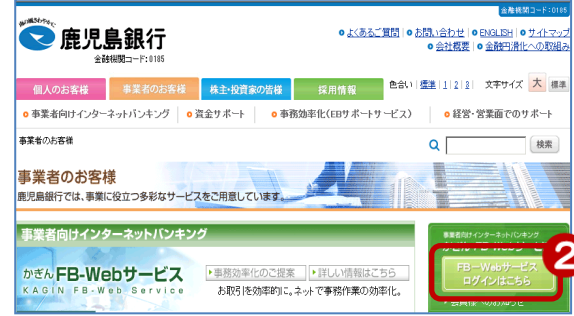 金融機関コード:0185
鹿児島銀行
金融機関コード:0185
よくあるご質問 お問い合わせ ENGLISH サイトマップ
会社概要 金融円滑化への取組み
個人のお客様 事業者のお客様 株主・投資家の皆様 採用情報 色合い 標準 1 2 3 文字サイズ 大 標準
事業者向けインターネットバンキング 資金サポート 事務効率化(EBサポートサービス) 経営・営業面でのサポート
事業者のお客様 検索
事業者のお客様
鹿児島銀行では、事業に役立つ多彩なサービスをご用意しています。
事業者向けインターネットバンキング
事業者向けインターネットバンキング
かぎんFB-Webサービス
KAGIN FB-Web Service
事務効率化のご提案 詳しい情報はこちら
お取引を効率的に。ネットで事務作業の効率化。
FB-Webサービス
ログインはこちら
2